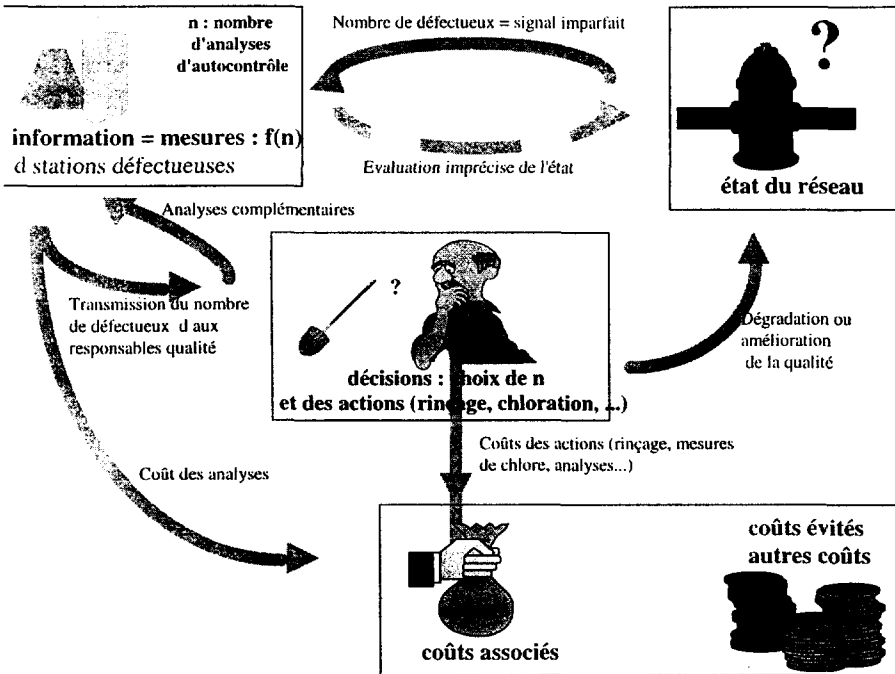 n : nombre
d'analyses
d'autocontrôle
information = mesures : f(n)
d stations défectueuses
Nombre de défectueux = signal imparfait
Evaluation imprécise de l'état
?
état du réseau
Analyses complémentaires
Transmission du nombre
de défectueux d aux
responsables qualité
?
décisions : choix de n
et des actions (rinçage, chloration, ...)
Dégradation ou
amélioration
de la qualité
Coûts des actions (rinçage, mesures
de chlore, analyses...)
Coût des analyses
coûts évités
autres coûts
coûts associés